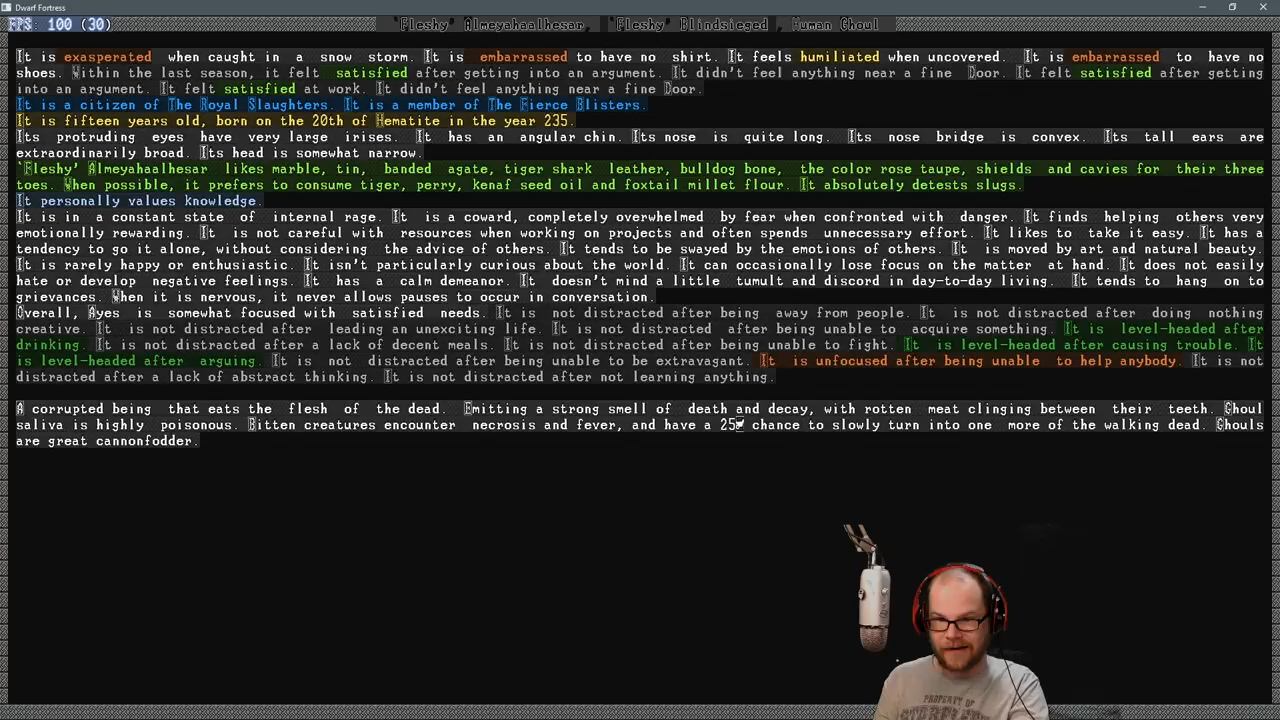 Dwarf Fortress
FPS: 100 (30)
`Fleshy' Almeyahaalhesar, `Fleshy' Blindsieged, Human Ghoul
It is exasperated when caught in a snow storm. It is embarrassed to have no shirt. It feels humiliated when uncovered. It is embarrassed to have no
shoes. Within the last season, it felt satisfied after getting into an argument. It didn't feel anything near a fine Door. It felt satisfied after getting
into an argument. It felt satisfied at work. It didn't feel anything near a fine Door.
It is a citizen of The Royal Slaughters. It is a member of The Fierce Blisters.
It is fifteen years old, born on the 20th of Hematite in the year 235.
Its protruding eyes have very large irises. It has an angular chin. Its nose is quite long. Its nose bridge is convex. Its tall ears are
extraordinarily broad. Its head is somewhat narrow.
`Fleshy' Almeyahaalhesar likes marble, tin, banded agate, tiger shark leather, bulldog bone, the color rose taupe, shields and cavies for their three
toes. When possible, it prefers to consume tiger, perry, kenaf seed oil and foxtail millet flour. It absolutely detests slugs.
It personally values knowledge.
It is in a constant state of internal rage. It is a coward, completely overwhelmed by fear when confronted with danger. It finds helping others very
emotionally rewarding. It is not careful with resources when working on projects and often spends unnecessary effort. It likes to take it easy. It has a
tendency to go it alone, without considering the advice of others. It tends to be swayed by the emotions of others. It is moved by art and natural beauty.
It is rarely happy or enthusiastic. It isn't particularly curious about the world. It can occasionally lose focus on the matter at hand. It does not easily
hate or develop negative feelings. It has a calm demeanor. It doesn't mind a little tumult and discord in day-to-day living. It tends to hang on to
grievances. When it is nervous, it never allows pauses to occur in conversation.
Overall, Ayes is somewhat focused with satisfied needs. It is not distracted after being away from people. It is not distracted after doing nothing
creative. It is not distracted after leading an unexciting life. It is not distracted after being unable to acquire something. It is level-headed after
drinking. It is not distracted after a lack of decent meals. It is not distracted after being unable to fight. It is level-headed after causing trouble. It
is level-headed after arguing. It is not distracted after being unable to be extravagant. It is unfocused after being unable to help anybody. It is not
distracted after a lack of abstract thinking. It is not distracted after not learning anything.
A corrupted being that eats the flesh of the dead. Emitting a strong smell of death and decay, with rotten meat clinging between their teeth. Ghoul
saliva is highly poisonous. Bitten creatures encounter necrosis and fever, and have a 25% chance to slowly turn into one more of the walking dead. Ghouls
are great cannonfodder.
PROPERTY OF